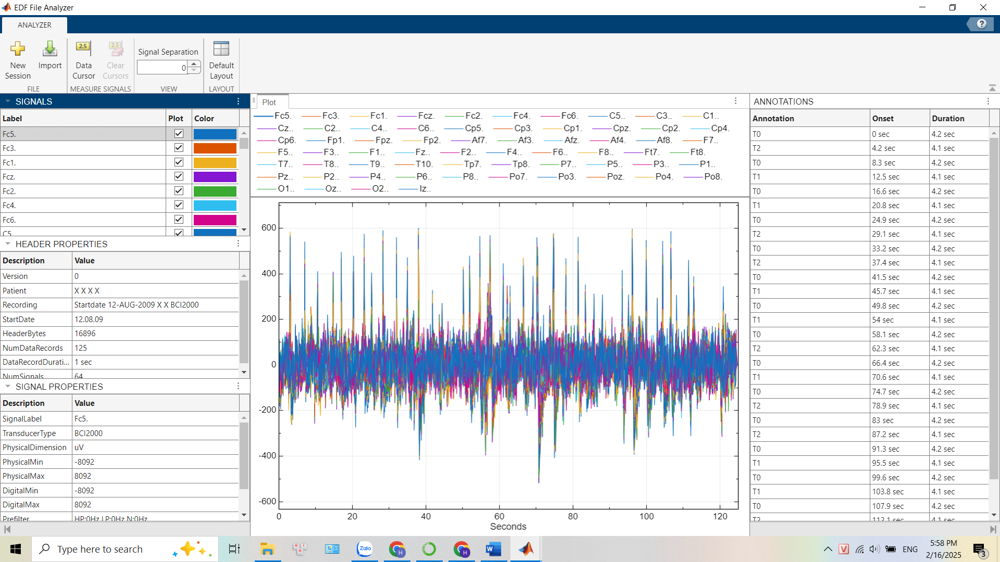 EDF File Analyzer
ANALYZER
New Session
Import
2.5
Data Cursor
2.5
Clear Cursors
Signal Separation
0
Default Layout
FILE
MEASURE SIGNALS
VIEW
LAYOUT
SIGNALS
Label Plot Color
Fc5.
Fc3.
Fc1.
Fcz.
Fc2.
Fc4.
Fc6.
C5
HEADER PROPERTIES
Description Value
Version 0
Patient X X X X
Recording Startdate 12-AUG-2009 X X BCI2000
StartDate 12.08.09
HeaderBytes 16896
NumDataRecords 125
DataRecordDurati... 1 sec
NumSignals 64
SIGNAL PROPERTIES
Description Value
SignalLabel Fc5.
TransducerType BCI2000
PhysicalDimension uV
PhysicalMin -8092
PhysicalMax 8092
DigitalMin -8092
DigitalMax 8092
Prefilter HP:0Hz LP:0Hz N:0Hz
Plot
Fc5. Fc3. Fc1. Fcz. Fc2. Fc4. Fc6. C5.. C3.. C1..
Cz.. C2.. C4.. C6.. Cp5. Cp3. Cp1. Cpz. Cp2. Cp4.
Cp6. Fp1. Fpz. Fp2. Af7. Af3. Afz. Af4. Af8. F7..
F5.. F3.. F1.. Fz.. F2.. F4.. F6.. F8.. Ft7. Ft8.
T7.. T8.. T9.. T10. Tp7. Tp8. P7.. P5.. P3.. P1..
Pz.. P2.. P4.. P6.. P8.. Po7. Po3. Poz. Po4. Po8.
O1.. Oz.. O2.. Iz..
600
400
200
0
-200
-400
-600
0 20 40 60 80 100 120
Seconds
ANNOTATIONS
Annotation Onset Duration
T0 0 sec 4.2 sec
T2 4.2 sec 4.1 sec
T0 8.3 sec 4.2 sec
T1 12.5 sec 4.1 sec
T0 16.6 sec 4.2 sec
T1 20.8 sec 4.1 sec
T0 24.9 sec 4.2 sec
T2 29.1 sec 4.1 sec
T0 33.2 sec 4.2 sec
T2 37.4 sec 4.1 sec
T0 41.5 sec 4.2 sec
T1 45.7 sec 4.1 sec
T0 49.8 sec 4.2 sec
T1 54 sec 4.1 sec
T0 58.1 sec 4.2 sec
T2 62.3 sec 4.1 sec
T0 66.4 sec 4.2 sec
T1 70.6 sec 4.1 sec
T0 74.7 sec 4.2 sec
T2 78.9 sec 4.1 sec
T0 83 sec 4.2 sec
T2 87.2 sec 4.1 sec
T0 91.3 sec 4.2 sec
T1 95.5 sec 4.1 sec
T0 99.6 sec 4.2 sec
T1 103.8 sec 4.1 sec
T0 107.9 sec 4.2 sec
T2 112.1 sec 4.1 sec
Type here to search
Zalo
H
H
W
V
ENG
5:58 PM
2/16/2025
3